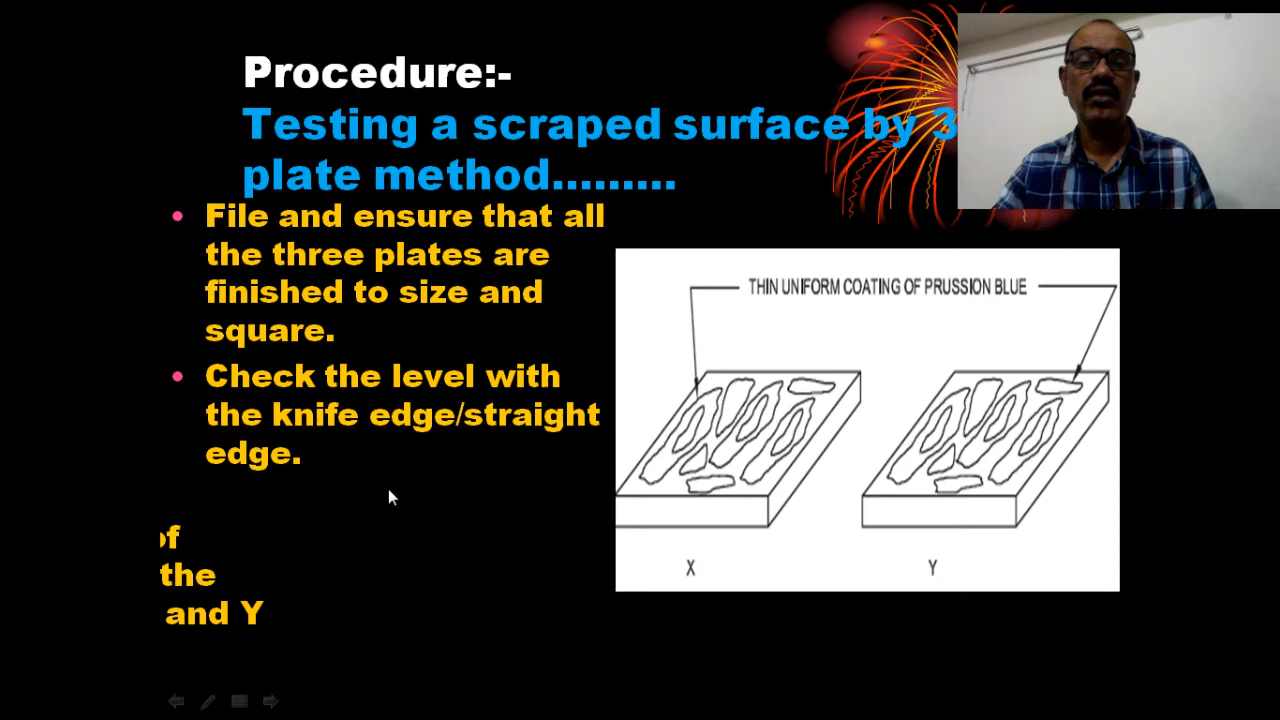 Procedure:-
Testing a scraped surface by 3
plate method.........
File and ensure that all
the three plates are
finished to size and
square.
Check the level with
the knife edge/straight
edge.
of
the
and Y
THIN UNIFORM COATING OF PRUSSION BLUE
X
Y